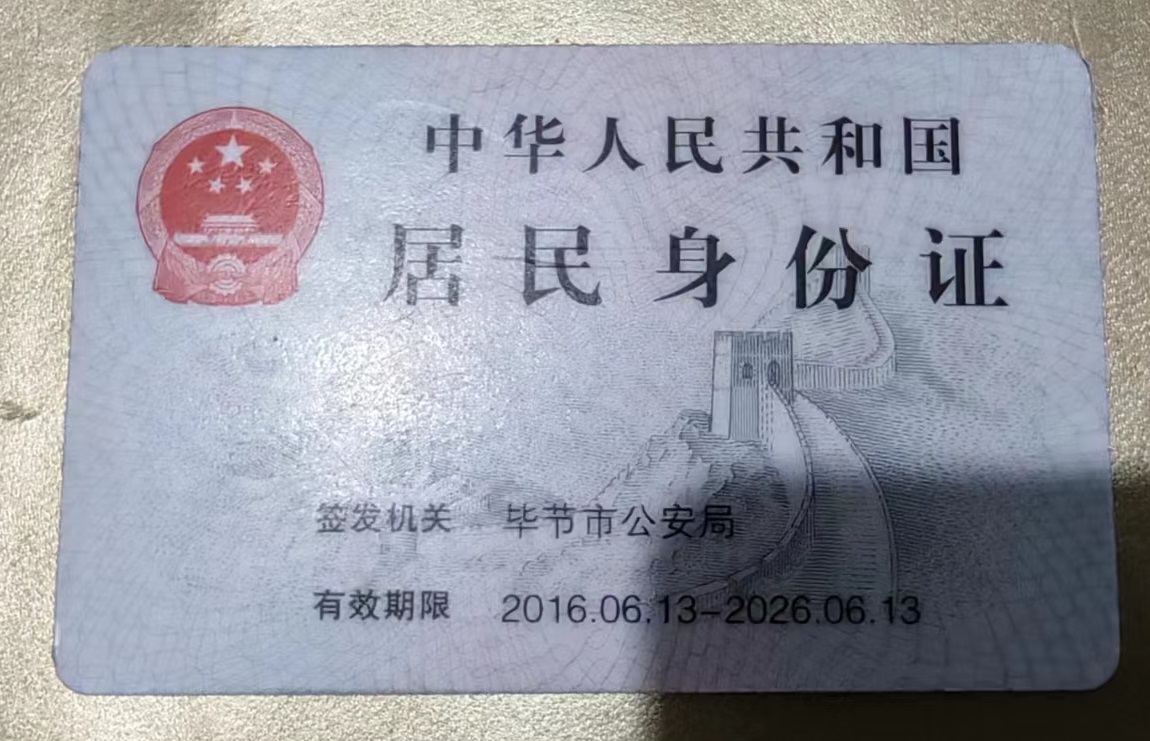 中华人民共和国
居民身份证
签发机关 毕节市公安局
有效期限 2016.06.13-2026.06.13